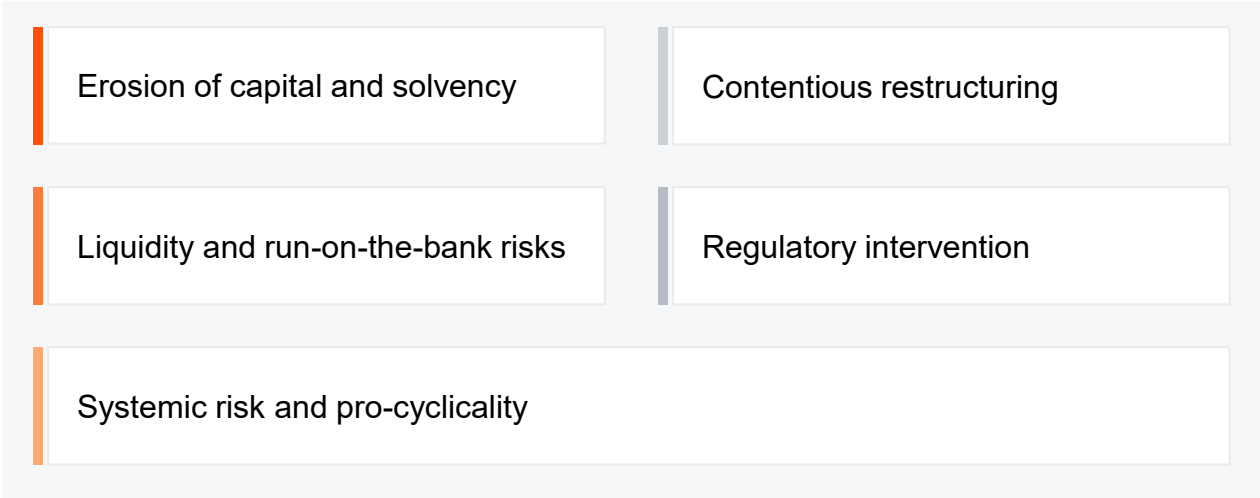 Erosion of capital and solvency
Contentious restructuring
Liquidity and run-on-the-bank risks
Regulatory intervention
Systemic risk and pro-cyclicality